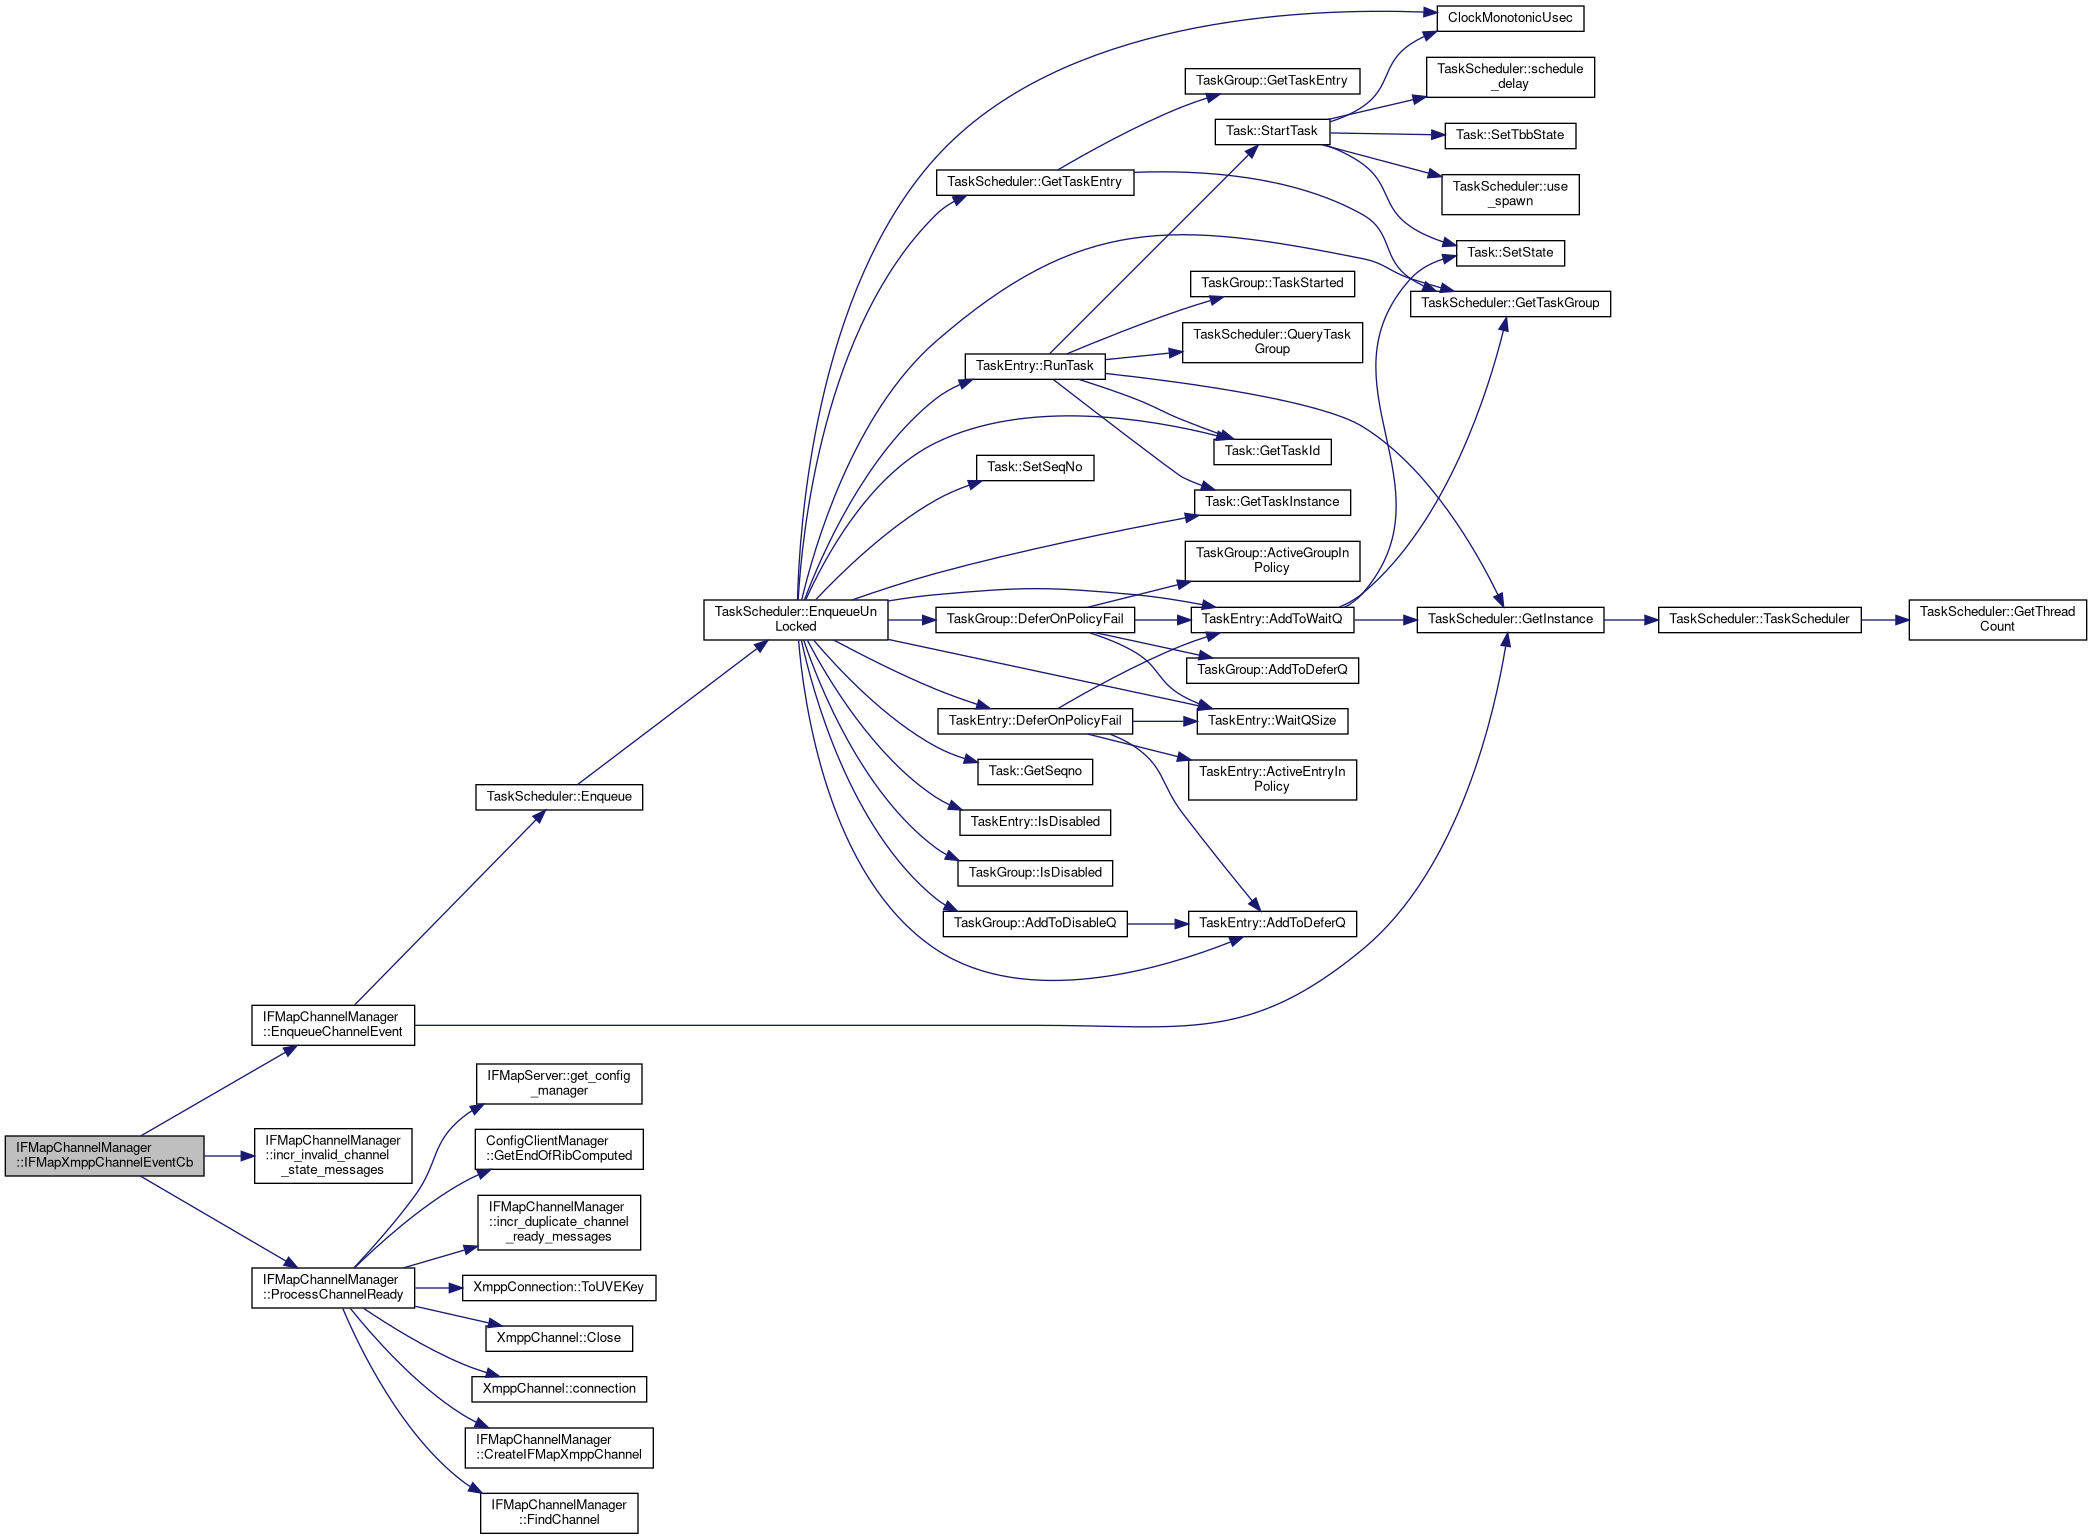 ClockMonotonicUsec
TaskScheduler::schedule
_delay
TaskGroup::GetTaskEntry
Task::StartTask
Task::SetTbbState
TaskScheduler::GetTaskEntry
TaskScheduler::use
_spawn
Task::SetState
TaskGroup::TaskStarted
TaskScheduler::GetTaskGroup
TaskScheduler::QueryTask
Group
TaskEntry::RunTask
Task::GetTaskId
Task::SetSeqNo
Task::GetTaskInstance
TaskGroup::ActiveGroupIn
Policy
TaskScheduler::EnqueueUn
Locked
TaskGroup::DeferOnPolicyFail
TaskEntry::AddToWaitQ
TaskScheduler::GetInstance
TaskScheduler::TaskScheduler
TaskScheduler::GetThread
Count
TaskGroup::AddToDeferQ
TaskEntry::DeferOnPolicyFail
TaskEntry::WaitQSize
Task::GetSeqno
TaskEntry::ActiveEntryIn
Policy
TaskScheduler::Enqueue
TaskEntry::IsDisabled
TaskGroup::IsDisabled
TaskGroup::AddToDisableQ
TaskEntry::AddToDeferQ
IFMapChannelManager
::EnqueueChannelEvent
IFMapServer::get_config
_manager
IFMapChannelManager
::IFMapXmppChannelEventCb
IFMapChannelManager
::incr_invalid_channel
_state_messages
ConfigClientManager
::GetEndOfRibComputed
IFMapChannelManager
::incr_duplicate_channel
_ready_messages
IFMapChannelManager
::ProcessChannelReady
XmppConnection::ToUVEKey
XmppChannel::Close
XmppChannel::connection
IFMapChannelManager
::CreateIFMapXmppChannel
IFMapChannelManager
::FindChannel